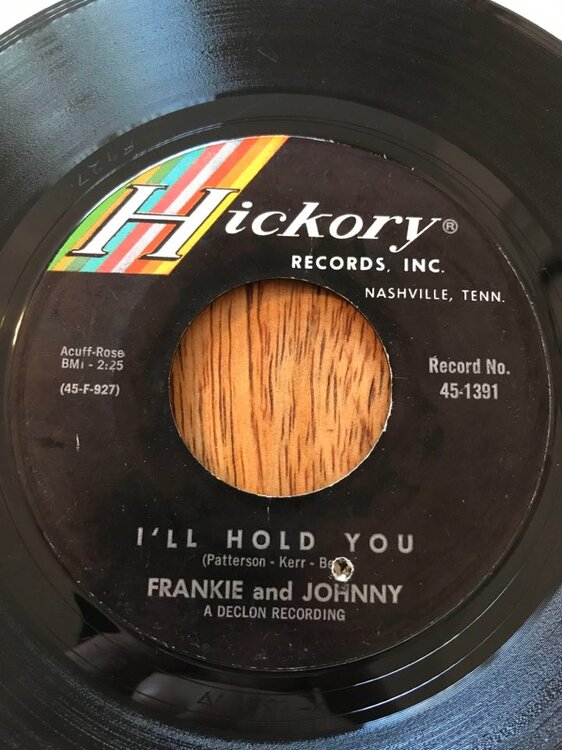 Hickory®
RECORDS, INC.
NASHVILLE, TENN.
Acuff-Rose
BMI - 2:25
(45-F-927)
Record No.
45-1391
I'LL HOLD YOU
(Patterson - Kerr -
FRANKIE and JOHNNY
A DECLON RECORDING